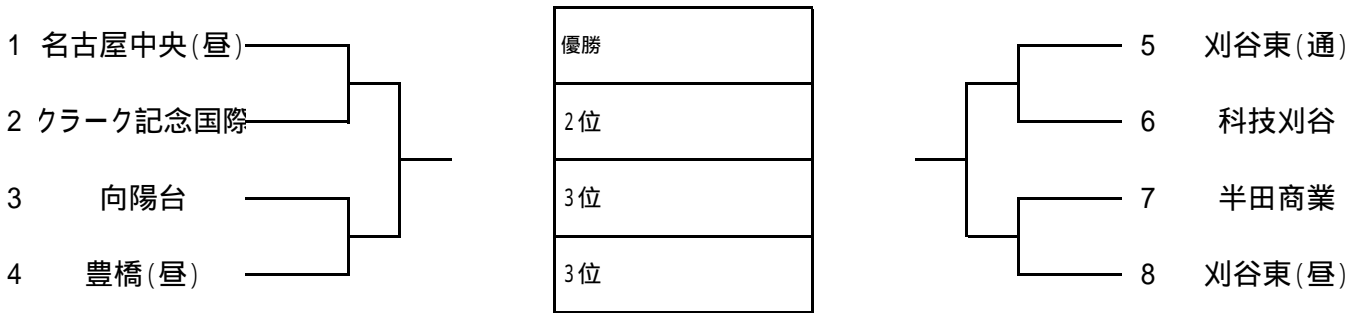 1 名古屋中央(昼)
2 クラーク記念国際
3 向陽台
4 豊橋(昼)
優勝
2位
3位
3位
5 刈谷東(通)
6 科技刈谷
7 半田商業
8 刈谷東(昼)